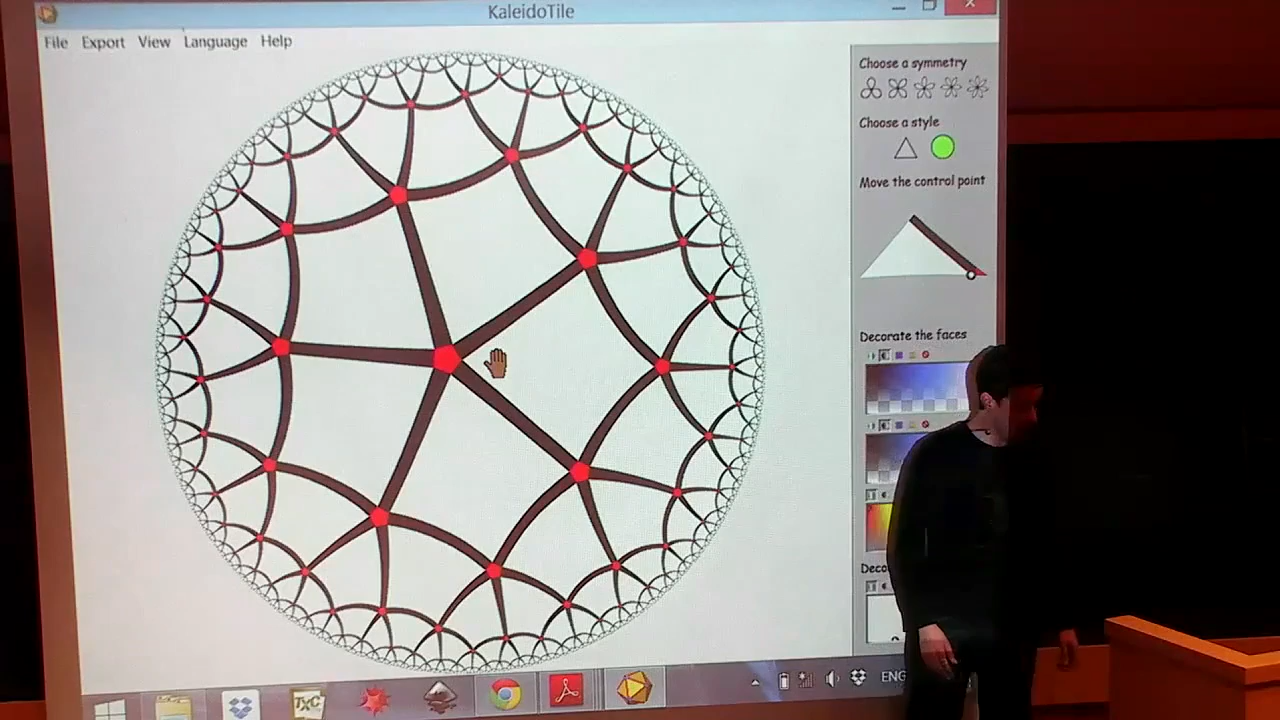 KaleidoTile
File Export View Language Help
Choose a symmetry
Choose a style
Move the control point
Decorate the faces
Deco
TXC
ENG